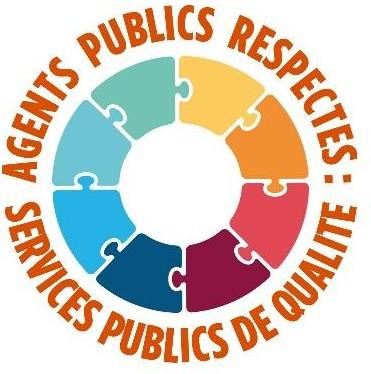 AGENTS PUBLICS RESPECTES :
SERVICES PUBLICS DE QUALITE